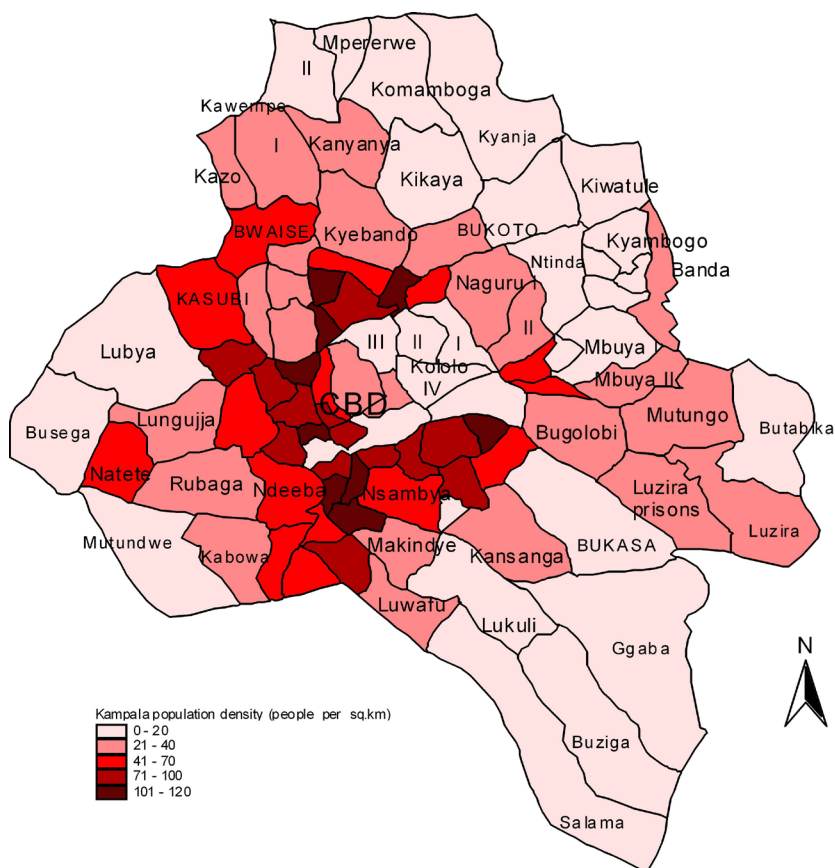 Mpererwe
II
Komamboga
Kawempe
Kyanja
I
Kanyanya
Kazo
Kikaya
Kiwatule
BWAISE
Kyebando
BUKOTO
Kyambogo
Ntinda
Banda
Naguru I
KASUBI
II
III
II
I
Mbuya I
Lubya
Kololo
IV
Mbuya II
CBD
Lungujja
Mutungo
Busega
Bugolobi
Butabika
Natete
Rubaga
Ndeeba
Nsambya
Luzira
prisons
Luzira
Mutundwe
Kabowa
Makindye
Kansanga
BUKASA
Luwafu
Lukuli
Ggaba
N
Kampala population density (people per sq.km)
0 - 20
21 - 40
41 - 70
71 - 100
101 - 120
Buziga
Salama